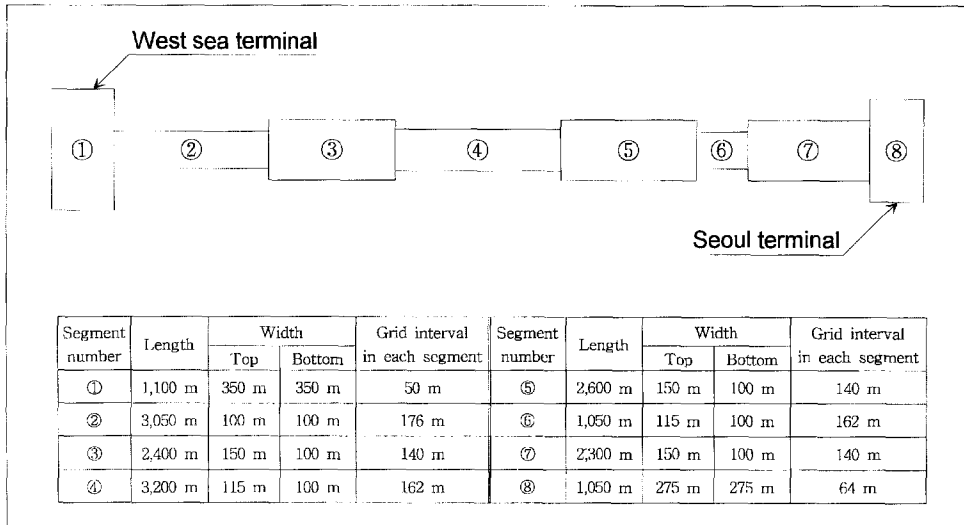 West sea terminal
① ② ③ ④ ⑤ ⑥ ⑦ ⑧
Seoul terminal
Segment number Length Width Grid interval in each segment Segment number Length Width Grid interval in each segment
Top Bottom Top Bottom
① 1,100 m 350 m 350 m 50 m ⑤ 2,600 m 150 m 100 m 140 m
② 3,050 m 100 m 100 m 176 m ⑥ 1,050 m 115 m 100 m 162 m
③ 2,400 m 150 m 100 m 140 m ⑦ 2,300 m 150 m 100 m 140 m
④ 3,200 m 115 m 100 m 162 m ⑧ 1,050 m 275 m 275 m 64 m